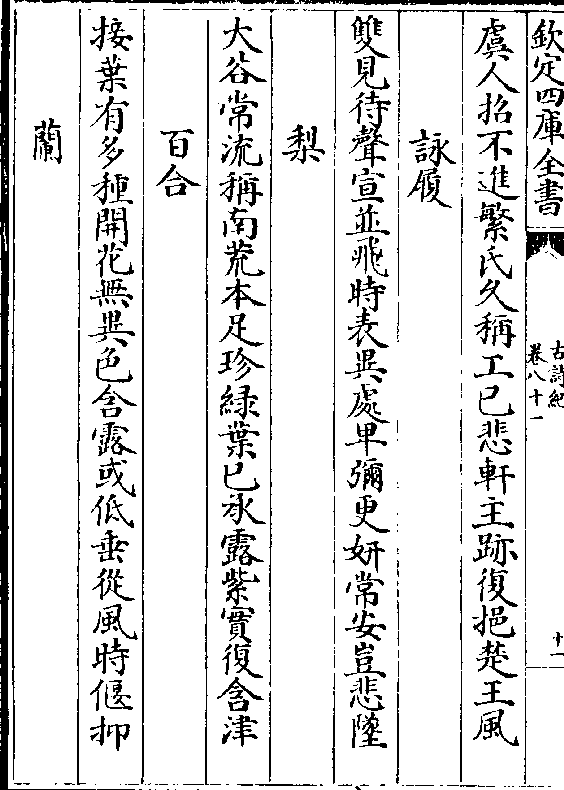 欽定四庫全書
古詩紀
卷八十一
十一
虞人招不進繁氏久稱工已悲軒主跡復挹楚王風
詠履
雙見待聲宣並飛時表異處卑彌更妍常安豈悲墜
梨
大谷常流稱南荒本足珍緑葉已承露紫實復含津
百合
接葉有多種開花無異色含露或低垂從風時偃抑
蘭